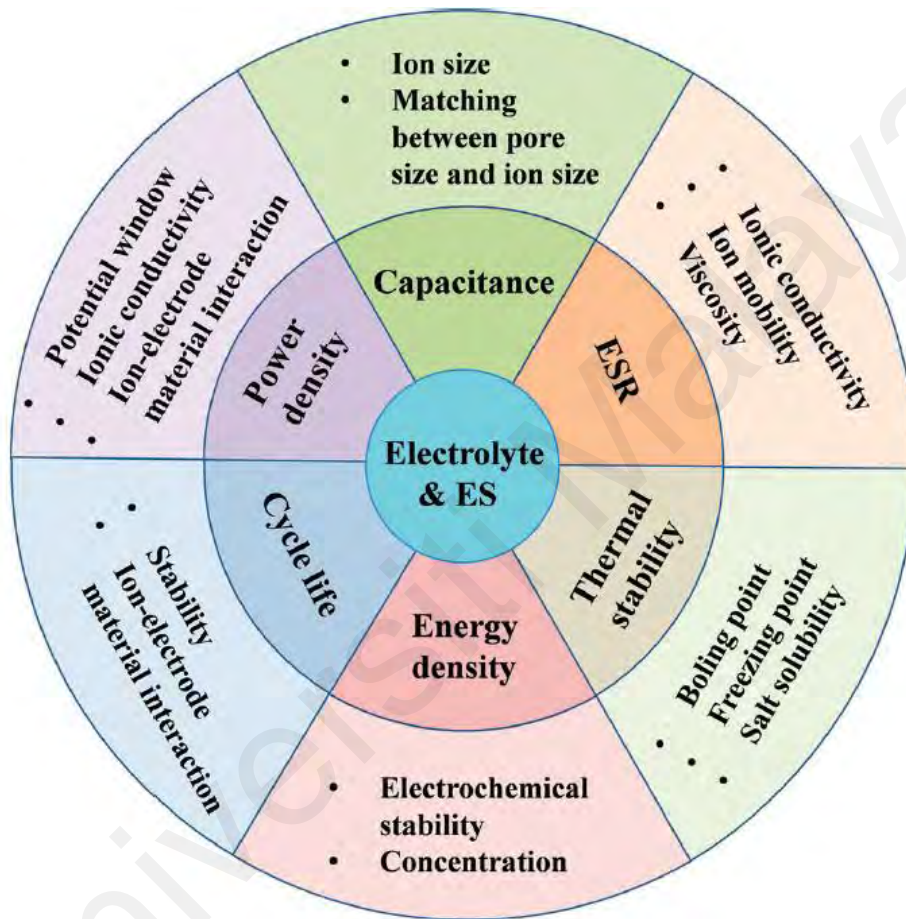 • Ion size
• Matching
between pore
size and ion size
Capacitance
• Ionic conductivity
• Ion mobility
• Viscosity
ESR
• Boling point
• Freezing point
• Salt solubility
Thermal
stability
• Electrochemical
stability
• Concentration
Energy
density
• Stability
• Ion-electrode
material interaction
Cycle life
• Potential window
• Ionic conductivity
• Ion-electrode
material interaction
Power
density
Electrolyte
& ES
Universiti Malaya